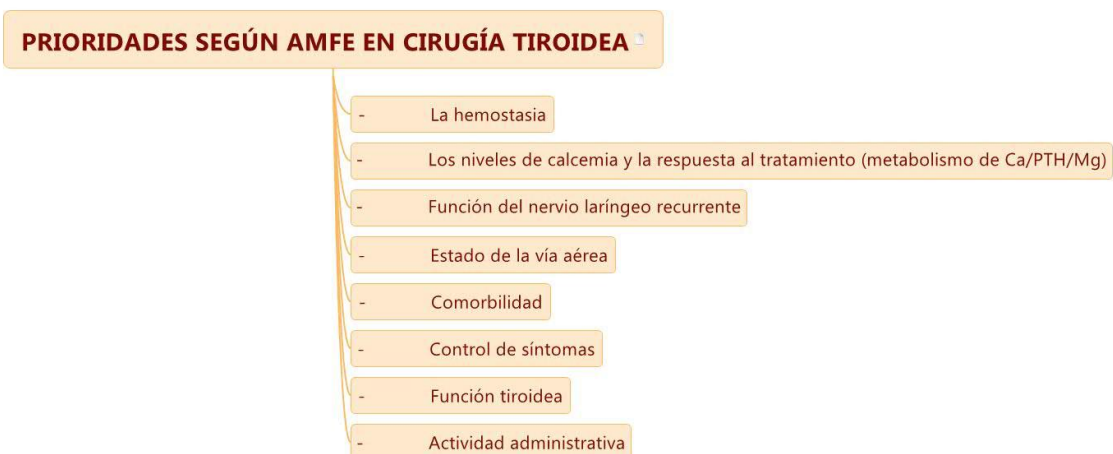 PRIORIDADES SEGÚN AMFE EN CIRUGÍA TIROIDEA
- La hemostasia
- Los niveles de calcemia y la respuesta al tratamiento (metabolismo de Ca/PTH/Mg)
- Función del nervio laríngeo recurrente
- Estado de la vía aérea
- Comorbilidad
- Control de síntomas
- Función tiroidea
- Actividad administrativa